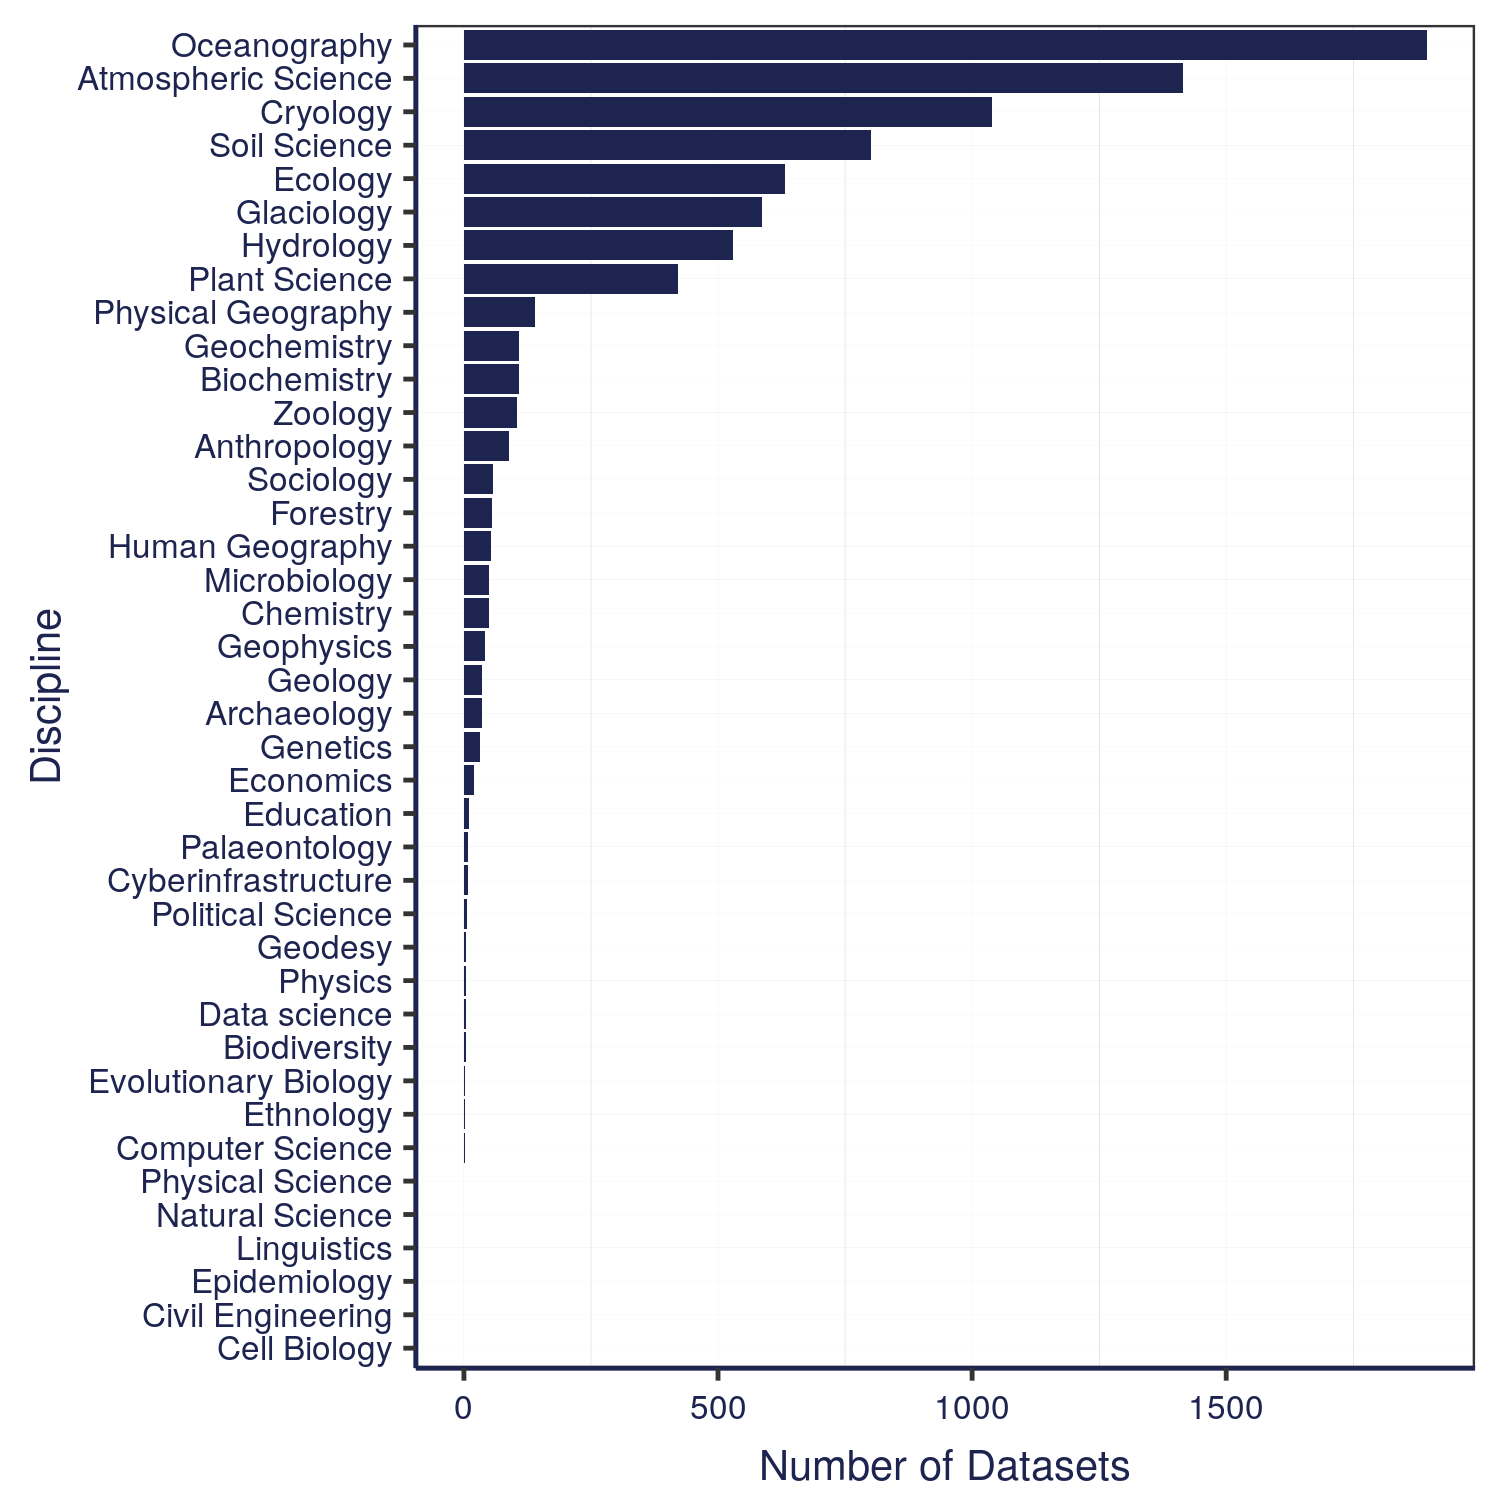 Oceanography
Atmospheric Science
Cryology
Soil Science
Ecology
Glaciology
Hydrology
Plant Science
Physical Geography
Geochemistry
Biochemistry
Zoology
Anthropology
Sociology
Forestry
Human Geography
Microbiology
Chemistry
Geophysics
Geology
Archaeology
Genetics
Economics
Education
Palaeontology
Cyberinfrastructure
Political Science
Geodesy
Physics
Data science
Biodiversity
Evolutionary Biology
Ethnology
Computer Science
Physical Science
Natural Science
Linguistics
Epidemiology
Civil Engineering
Cell Biology
Discipline
0 500 1000 1500
Number of Datasets